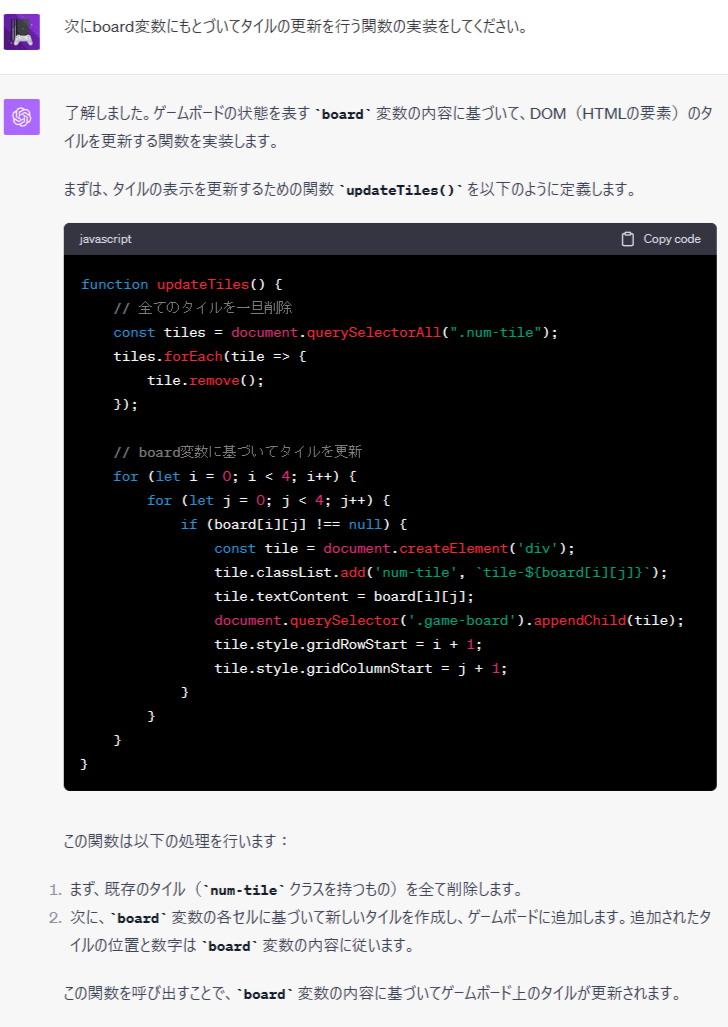 次にboard変数にもとづいてタイルの更新を行う関数の実装をしてください。
了解しました。ゲームボードの状態を表す `board` 変数の内容に基づいて、DOM（HTMLの要素）のタ
イルを更新する関数を実装します。
まずは、タイルの表示を更新するための関数 `updateTiles()` を以下のように定義します。
javascript
Copy code
function updateTiles() {
    // 全てのタイルを一旦削除
    const tiles = document.querySelectorAll(".num-tile");
    tiles.forEach(tile => {
        tile.remove();
    });
    // board変数に基づいてタイルを更新
    for (let i = 0; i < 4; i++) {
        for (let j = 0; j < 4; j++) {
            if (board[i][j] !== null) {
                const tile = document.createElement('div');
                tile.classList.add('num-tile', `tile-${board[i][j]}`);
                tile.textContent = board[i][j];
                document.querySelector('.game-board').appendChild(tile);
                tile.style.gridRowStart = i + 1;
                tile.style.gridColumnStart = j + 1;
            }
        }
    }
}
この関数は以下の処理を行います：
1. まず、既存のタイル（`num-tile` クラスを持つもの）を全て削除します。
2. 次に、`board` 変数の各セルに基づいて新しいタイルを作成し、ゲームボードに追加します。追加されたタ
イルの位置と数字は `board` 変数の内容に従います。
この関数を呼び出すことで、`board` 変数の内容に基づいてゲームボード上のタイルが更新されます。